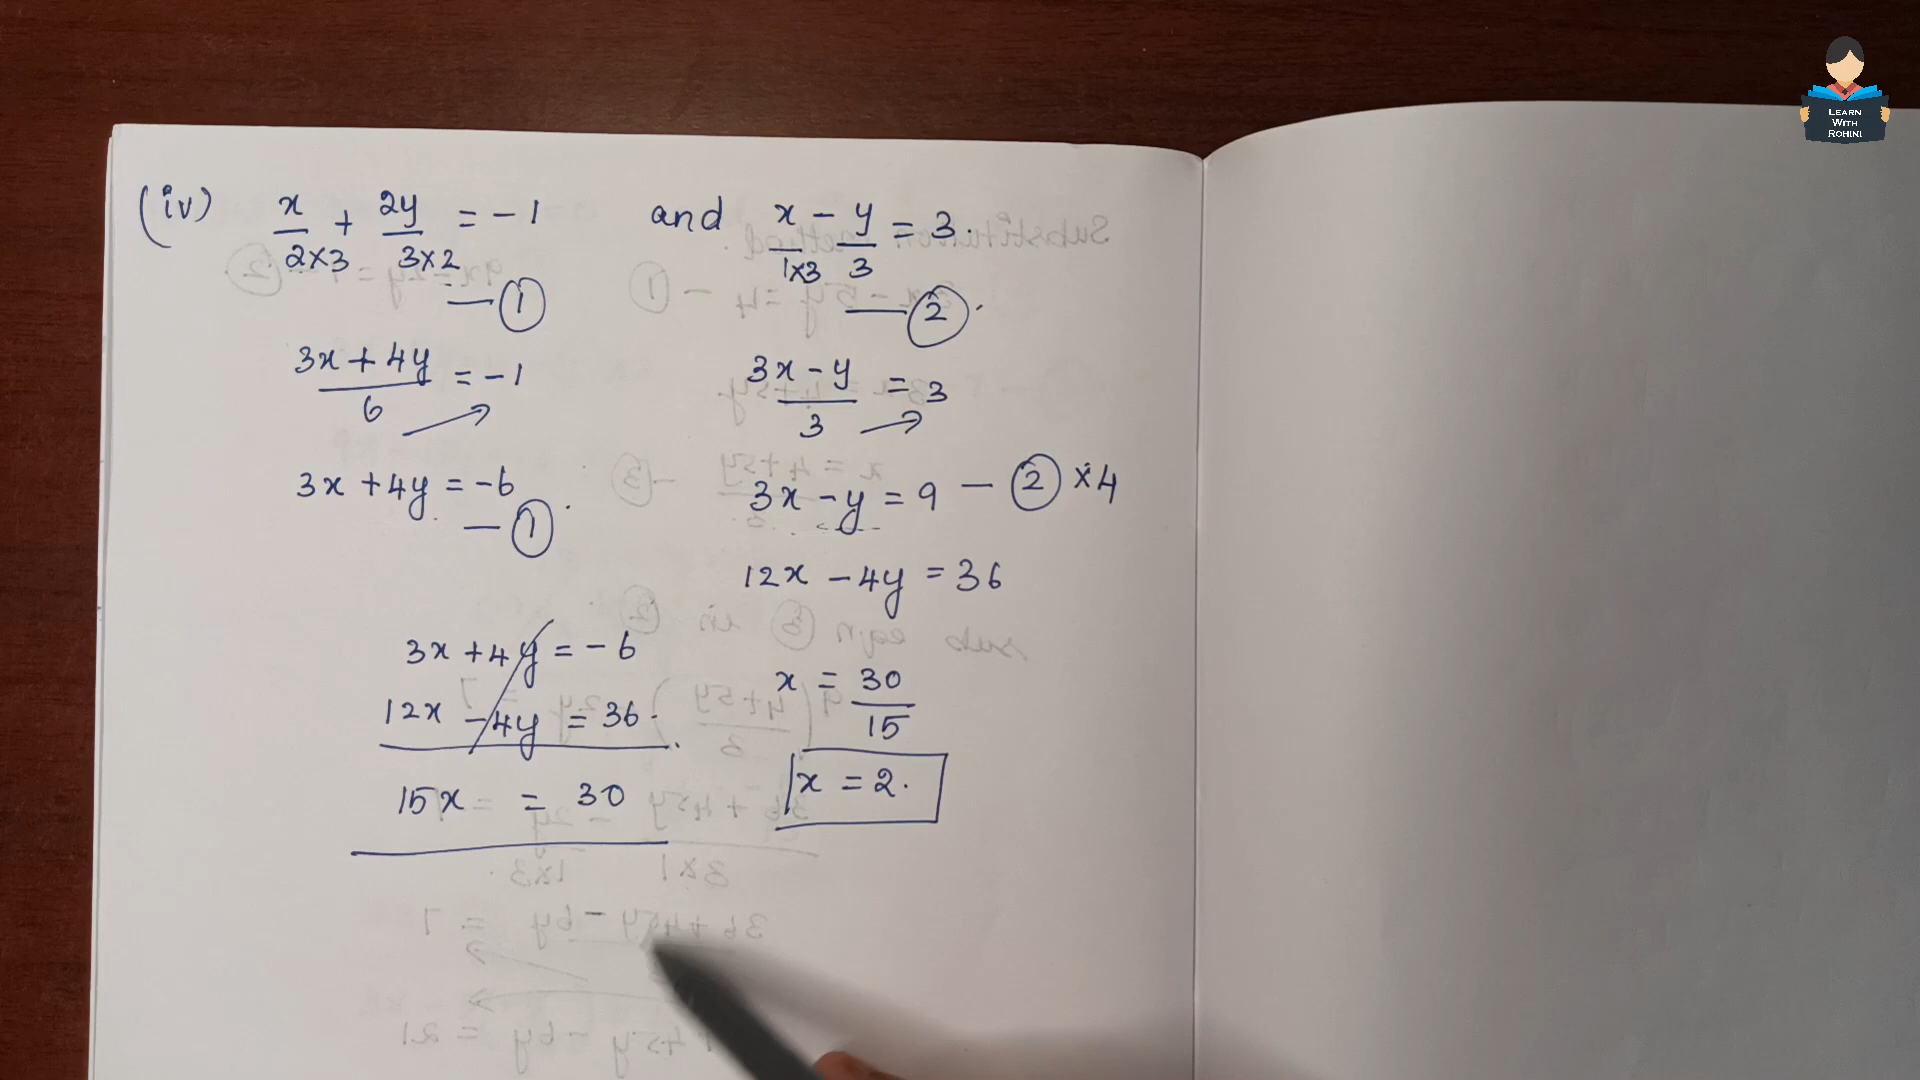 (iv) x/2×3 + 2y/3×2 = -1 and x/1×3 - y/3 = 3.
— ① — ② .
(3x + 4y)/6 = -1 (3x - y)/3 = 3
3x + 4y = -6 — ① . 3x - y = 9 — ② × 4
12x - 4y = 36
3x + 4y = -6
12x - 4y = 36 .
15x = 30
x = 30/15
x = 2.
LEARN
WITH
ROHINI